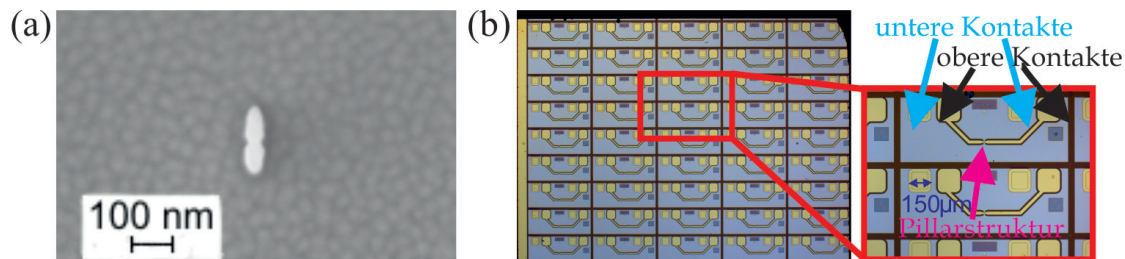 (a)
100 nm
(b)
untere Kontakte
obere Kontakte
150µm
Pillarstruktur